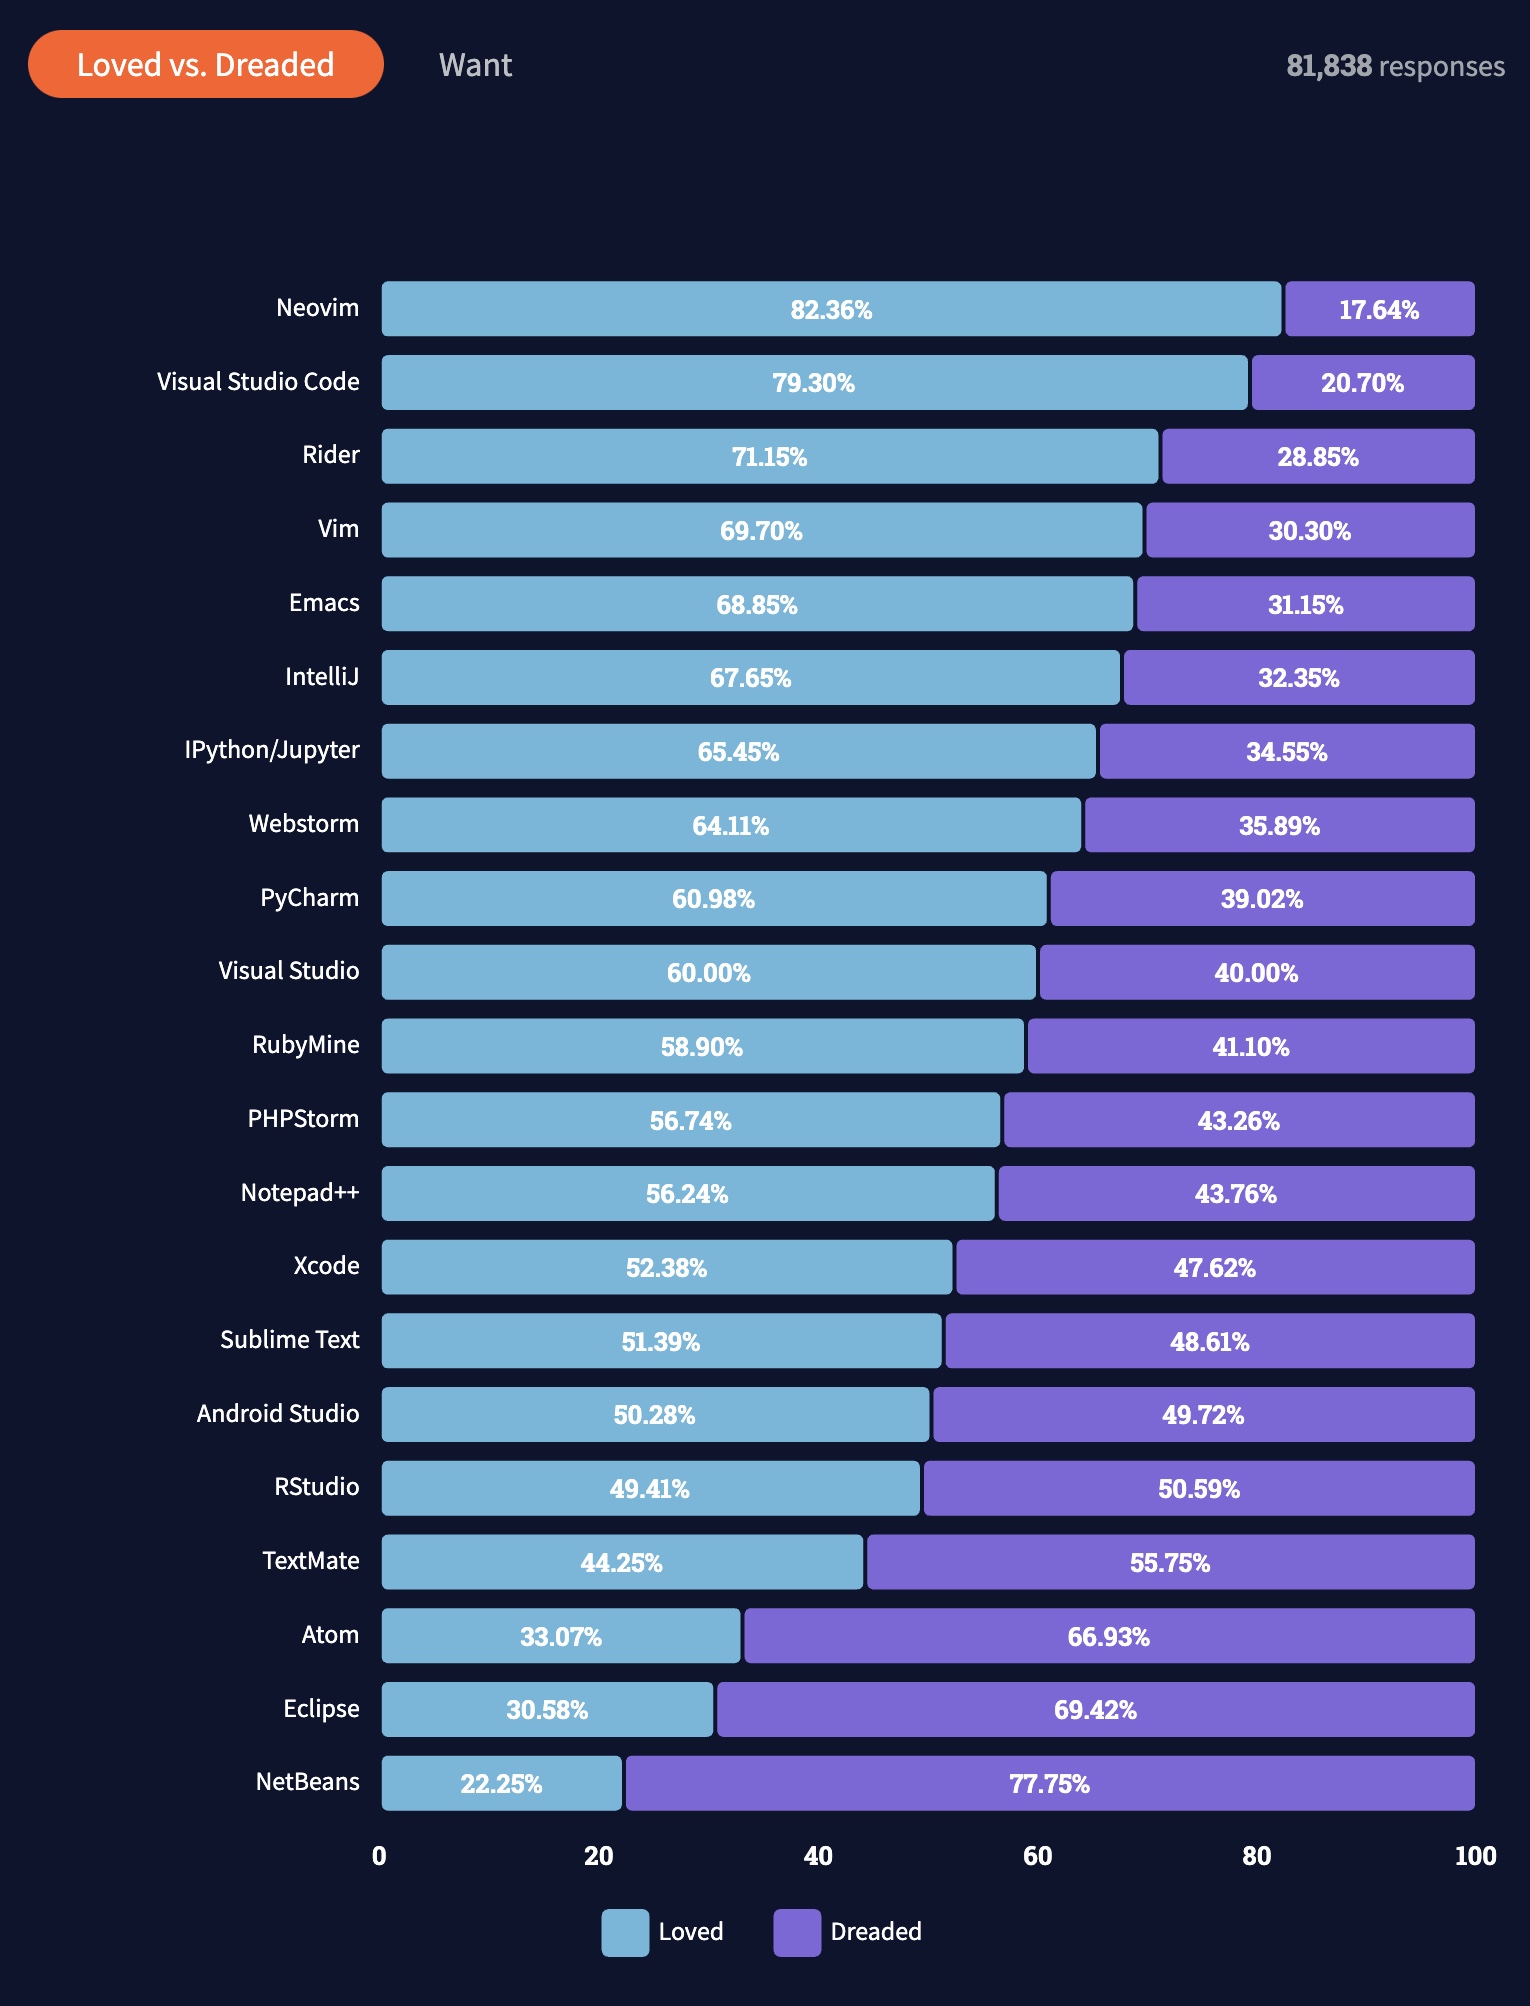 Loved vs. Dreaded Want 81,838 responses
Neovim 82.36% 17.64%
Visual Studio Code 79.30% 20.70%
Rider 71.15% 28.85%
Vim 69.70% 30.30%
Emacs 68.85% 31.15%
IntelliJ 67.65% 32.35%
IPython/Jupyter 65.45% 34.55%
Webstorm 64.11% 35.89%
PyCharm 60.98% 39.02%
Visual Studio 60.00% 40.00%
RubyMine 58.90% 41.10%
PHPStorm 56.74% 43.26%
Notepad++ 56.24% 43.76%
Xcode 52.38% 47.62%
Sublime Text 51.39% 48.61%
Android Studio 50.28% 49.72%
RStudio 49.41% 50.59%
TextMate 44.25% 55.75%
Atom 33.07% 66.93%
Eclipse 30.58% 69.42%
NetBeans 22.25% 77.75%
0 20 40 60 80 100
Loved Dreaded